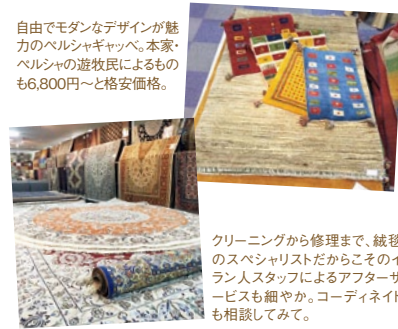 自由でモダンなデザインが魅
力のペルシャギャッベ。本家・
ペルシャの遊牧民によるもの
も6,800円〜と格安価格。
クリーニングから修理まで、絨毯
のスペシャリストだからこそのイ
ラン人スタッフによるアフターサ
ービスも細やか。コーディネイト
も相談してみて。